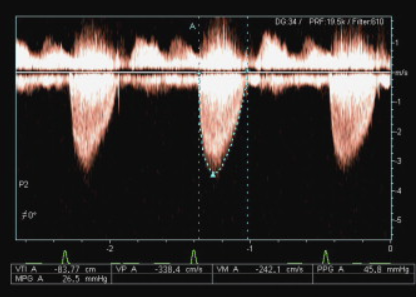 DG 34 / PRF:19.5k / Filter:610
A
m/s
-1
-1
-2
-3
-4
-5
P2
≠0°
-2 -1 0
VTI A -83.77 cm VP A -338.4 cm/s VM A -242.1 cm/s PPG A 45.8 mmHg
MPG A 26.5 mmHg